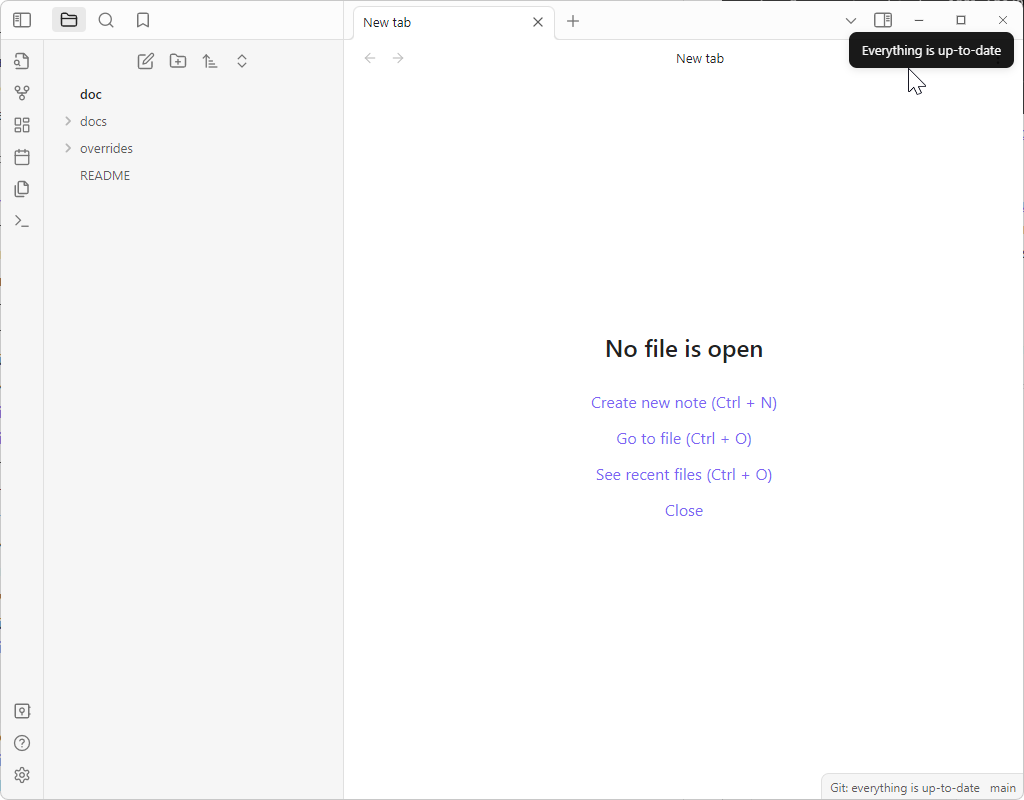 New tab
New tab
Everything is up-to-date
doc
docs
overrides
README
No file is open
Create new note (Ctrl + N)
Go to file (Ctrl + O)
See recent files (Ctrl + O)
Close
Git: everything is up-to-date main